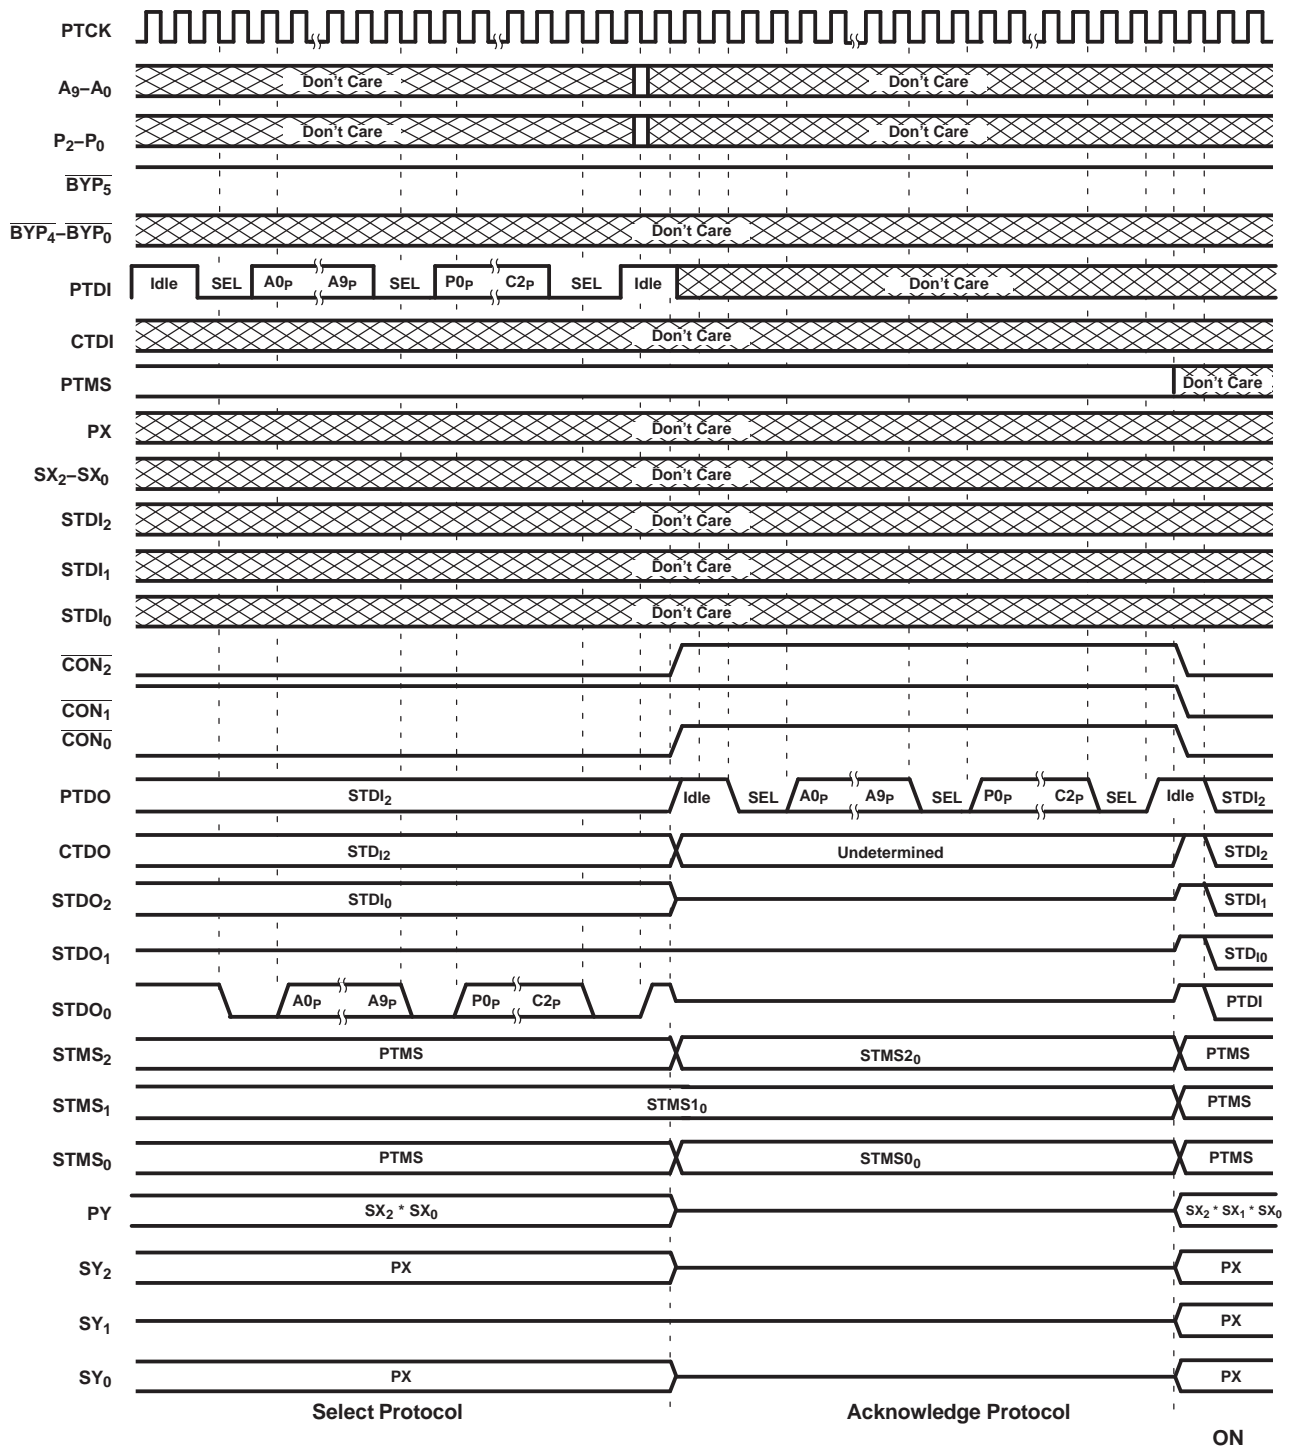 PTCK
A9–A0 Don't Care Don't Care
P2–P0 Don't Care Don't Care
BYP5
BYP4–BYP0 Don't Care
PTDI Idle SEL A0P A9P SEL P0P C2P SEL Idle Don't Care
CTDI Don't Care
PTMS Don't Care
PX Don't Care
SX2–SX0 Don't Care
STDI2 Don't Care
STDI1 Don't Care
STDI0 Don't Care
CON2
CON1
CON0
PTDO STDI2 Idle SEL A0P A9P SEL P0P C2P SEL Idle STDI2
CTDO STDI2 Undetermined STDI2
STDO2 STDI0 STDI1
STDO1 STDI0
STDO0 A0P A9P P0P C2P PTDI
STMS2 PTMS STMS20 PTMS
STMS1 STMS10 PTMS
STMS0 PTMS STMS00 PTMS
PY SX2 * SX0 SX2 * SX1 * SX0
SY2 PX PX
SY1 PX
SY0 PX PX
Select Protocol Acknowledge Protocol
ON